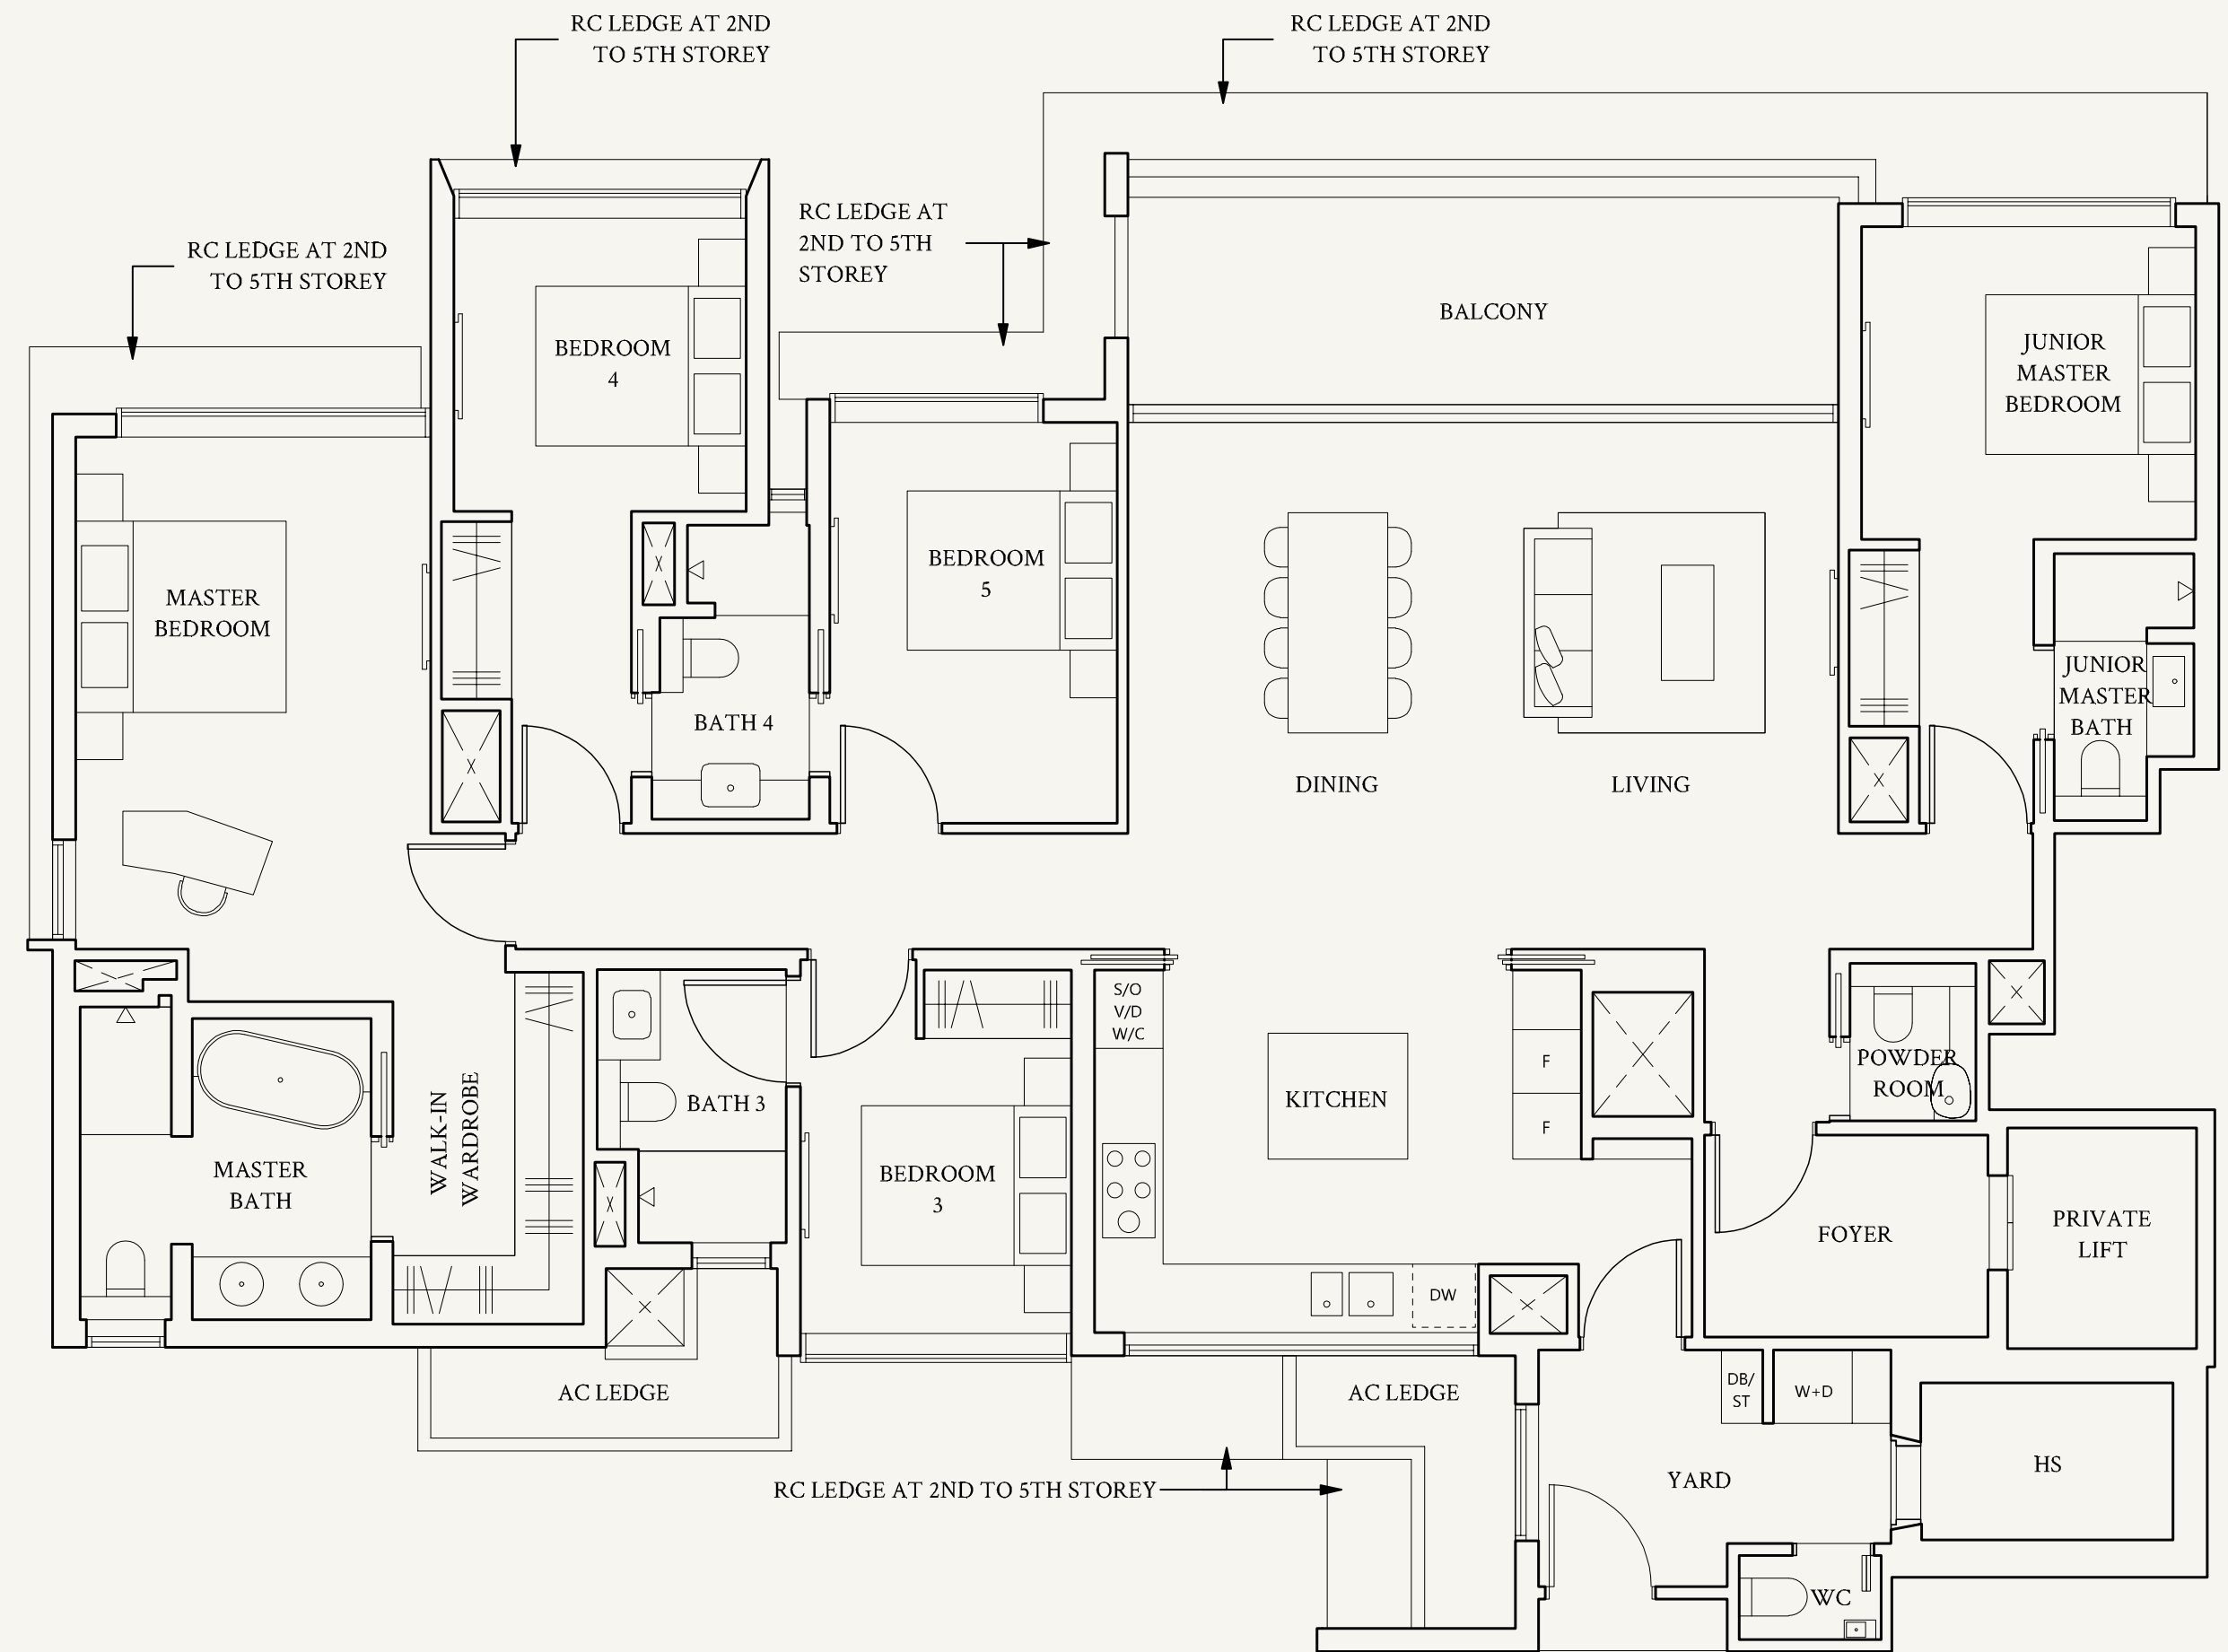 RC LEDGE AT 2ND
TO 5TH STOREY
RC LEDGE AT 2ND
TO 5TH STOREY
RC LEDGE AT
2ND TO 5TH
STOREY
RC LEDGE AT 2ND
TO 5TH STOREY
BALCONY
BEDROOM
4
JUNIOR
MASTER
BEDROOM
BEDROOM
5
MASTER
BEDROOM
JUNIOR
MASTER
BATH
BATH 4
DINING
LIVING
S/O
V/D
W/C
F
F
KITCHEN
POWDER
ROOM
WALK-IN
WARDROBE
BATH 3
MASTER
BATH
BEDROOM
3
FOYER
PRIVATE
LIFT
DW
AC LEDGE
AC LEDGE
DB/
ST
W+D
HS
YARD
RC LEDGE AT 2ND TO 5TH STOREY
WC